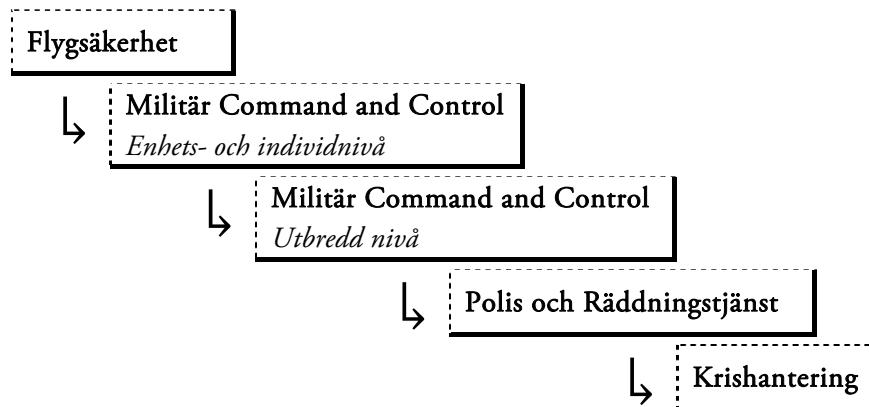 Flygsäkerhet
Militär Command and Control
Enhets- och individnivå
Militär Command and Control
Utbredd nivå
Polis och Räddningstjänst
Krishantering